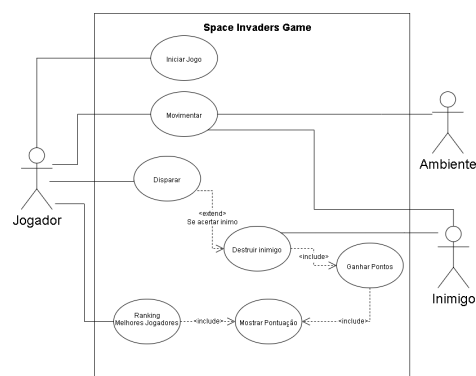 Space Invaders Game
Iniciar Jogo
Movimentar
Ambiente
Disparar
Jogador
<extend>
Se acertar inimo
Destruir inimigo
<include>
Ganhar Pontos
Inimigo
Ranking
Melhores Jogadores
<include>
Mostrar Pontuação
<include>